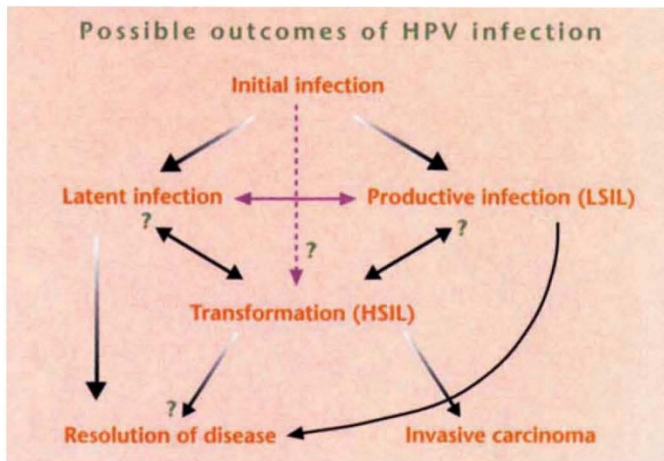 Possible outcomes of HPV infection
Initial infection
Latent infection
Productive infection (LSIL)
?
?
?
Transformation (HSIL)
?
Resolution of disease
Invasive carcinoma